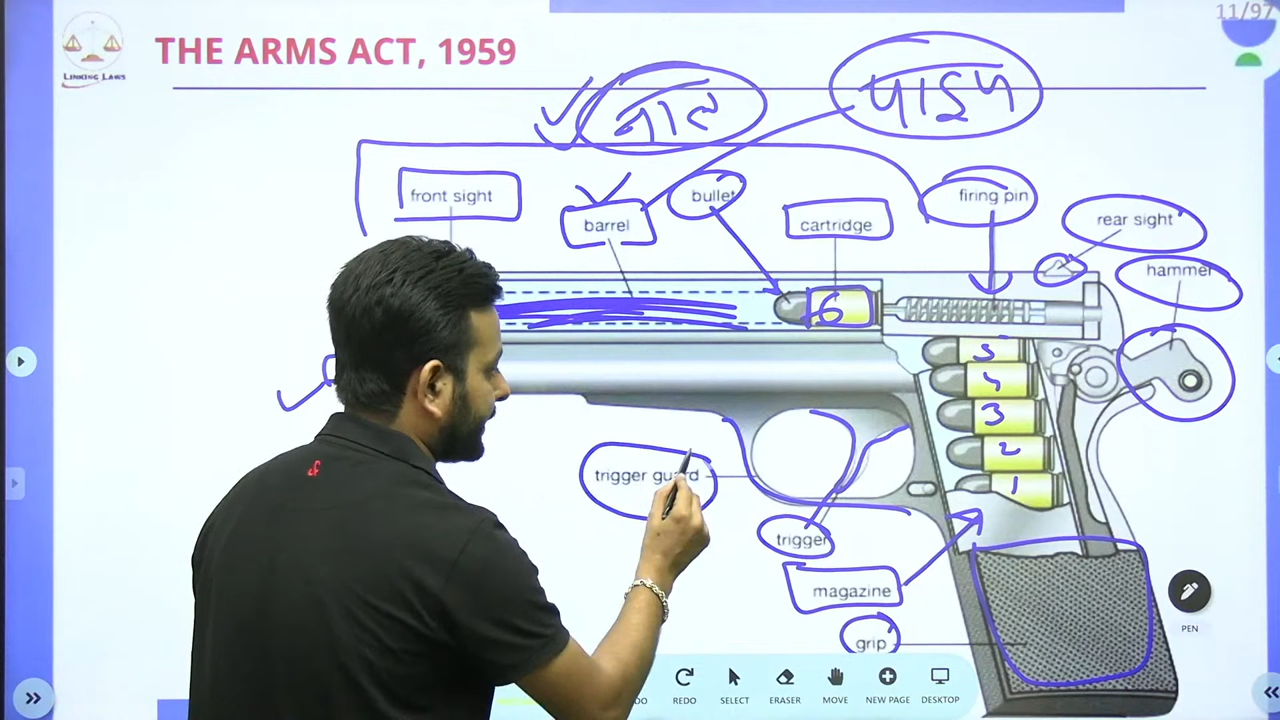 11/97
THE ARMS ACT, 1959
LINKING LAWS
नाल
पाइप
front sight
barrel
bullet
cartridge
firing pin
rear sight
hammer
6
5
4
3
2
1
trigger guard
trigger
magazine
grip
PEN
REDO
SELECT
ERASER
MOVE
NEW PAGE
DESKTOP